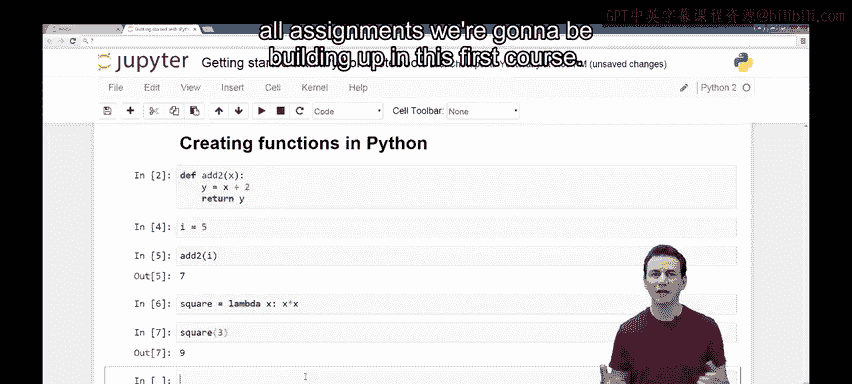 GPT中英字幕课程资源@bilibili.com
all assignments we're gonna be
building up in this first course.
jupyter
Getting star
(unsaved changes)
File Edit View Insert Cell Kernel Help
Python 2
Code
Cell Toolbar: None
Creating functions in Python
In [2]: def add2(x):
y = x + 2
return y
In [4]: i = 5
In [5]: add2(i)
Out[5]: 7
In [6]: square = lambda x: x*x
In [7]: square(3)
Out[7]: 9
In [ ]: